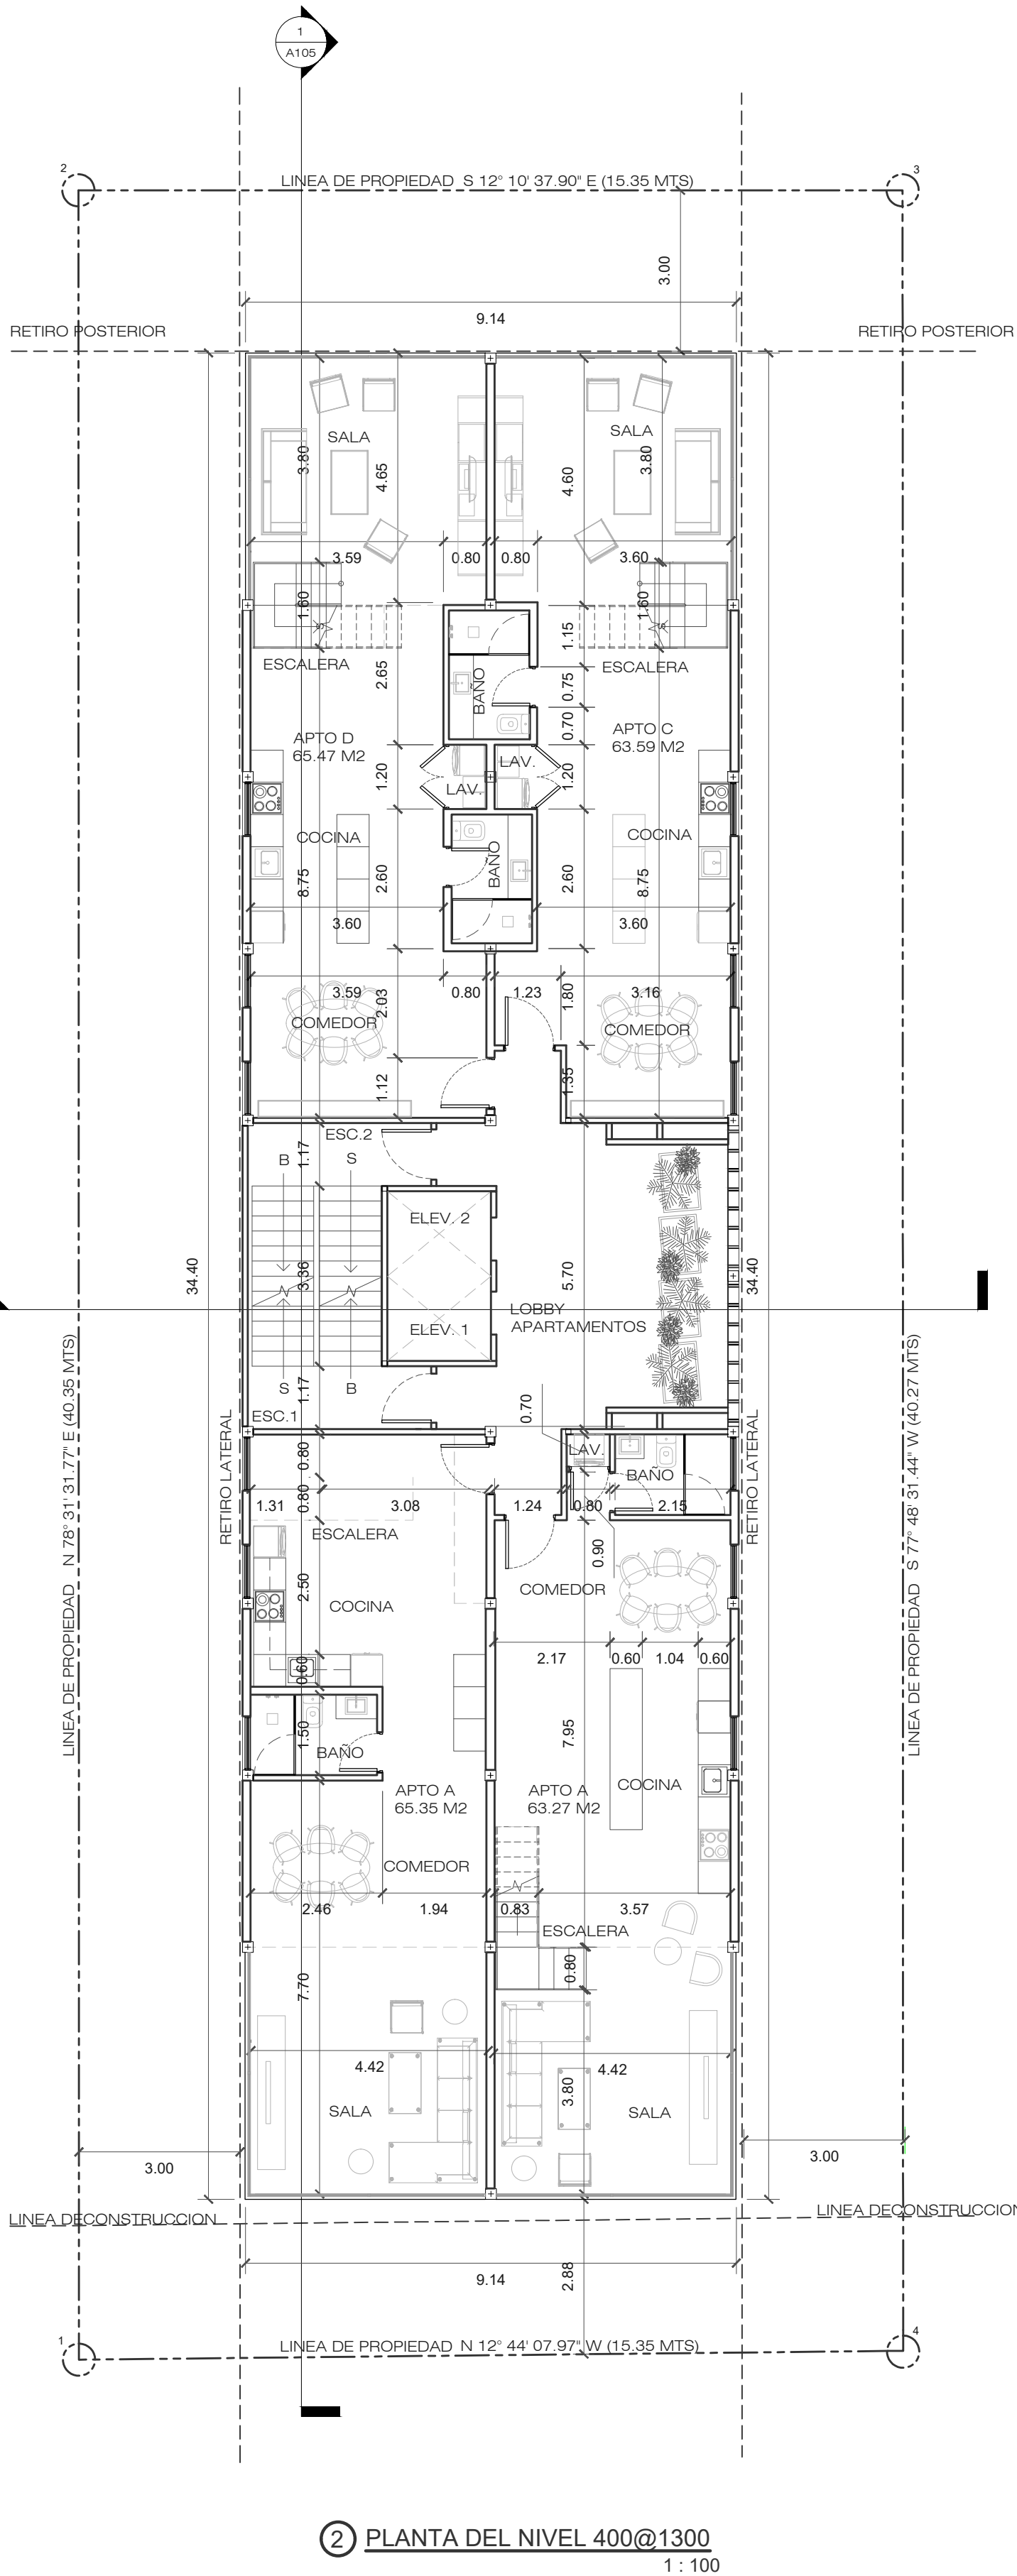 1
A105
2
3
LINEA DE PROPIEDAD S 12° 10' 37.90" E (15.35 MTS)
3.00
9.14
RETIRO POSTERIOR
RETIRO POSTERIOR
SALA
SALA
3.80
4.65
4.60
3.80
3.59
0.80
0.80
3.60
1.60
1.60
1.15
ESCALERA
ESCALERA
2.65
BAÑO
0.75
0.70
APTO D
65.47 M2
APTO C
63.59 M2
LAV.
LAV.
1.20
1.20
COCINA
COCINA
BAÑO
8.75
2.60
2.60
8.75
3.60
3.60
3.59
2.03
0.80
1.23
1.80
3.16
COMEDOR
COMEDOR
1.12
1.35
ESC.2
B
S
1.17
ELEV. 2
34.40
3.36
5.70
34.40
LOBBY
APARTAMENTOS
ELEV. 1
S
B
1.17
ESC.1
LINEA DE PROPIEDAD N 78° 31' 31.77" E (40.35 MTS)
LINEA DE PROPIEDAD S 77° 48' 31.44" W (40.27 MTS)
RETIRO LATERAL
RETIRO LATERAL
0.70
0.80
LAV.
BAÑO
0.80
1.31
3.08
1.24
0.80
2.15
ESCALERA
0.90
2.50
COMEDOR
COCINA
2.17
0.60
1.04
0.60
0.60
1.50
BAÑO
7.95
APTO A
65.35 M2
APTO A
63.27 M2
COCINA
COMEDOR
2.46
1.94
0.83
3.57
ESCALERA
0.80
7.70
4.42
4.42
3.80
SALA
SALA
3.00
3.00
LINEA DECONSTRUCCION
LINEA DECONSTRUCCION
9.14
2.88
1
4
LINEA DE PROPIEDAD N 12° 44' 07.97" W (15.35 MTS)
2 PLANTA DEL NIVEL 400@1300
1 : 100